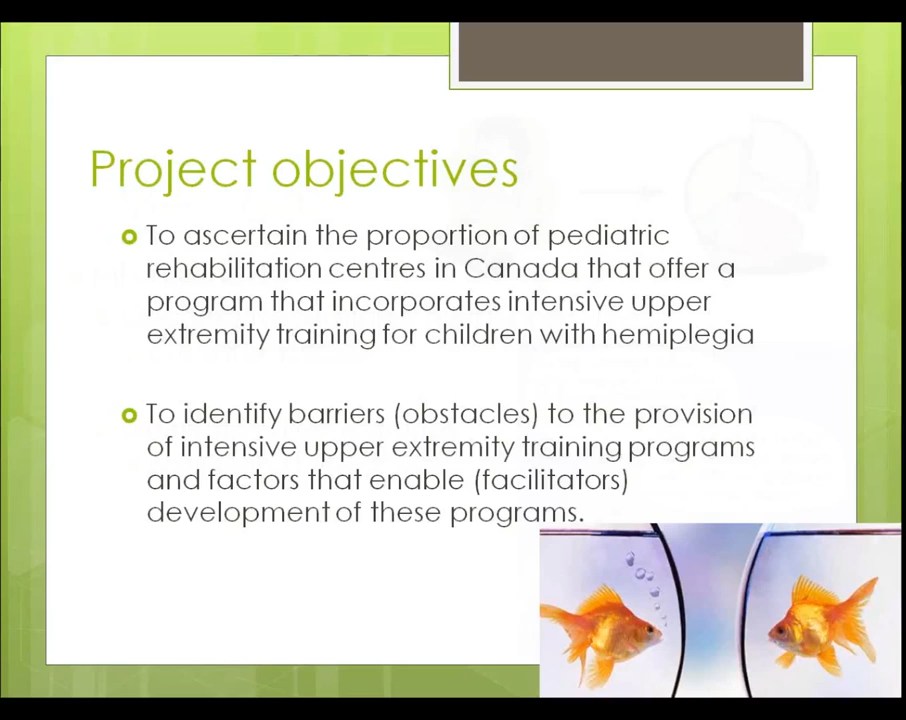 Project objectives
To ascertain the proportion of pediatric
rehabilitation centres in Canada that offer a
program that incorporates intensive upper
extremity training for children with hemiplegia
To identify barriers (obstacles) to the provision
of intensive upper extremity training programs
and factors that enable (facilitators)
development of these programs.